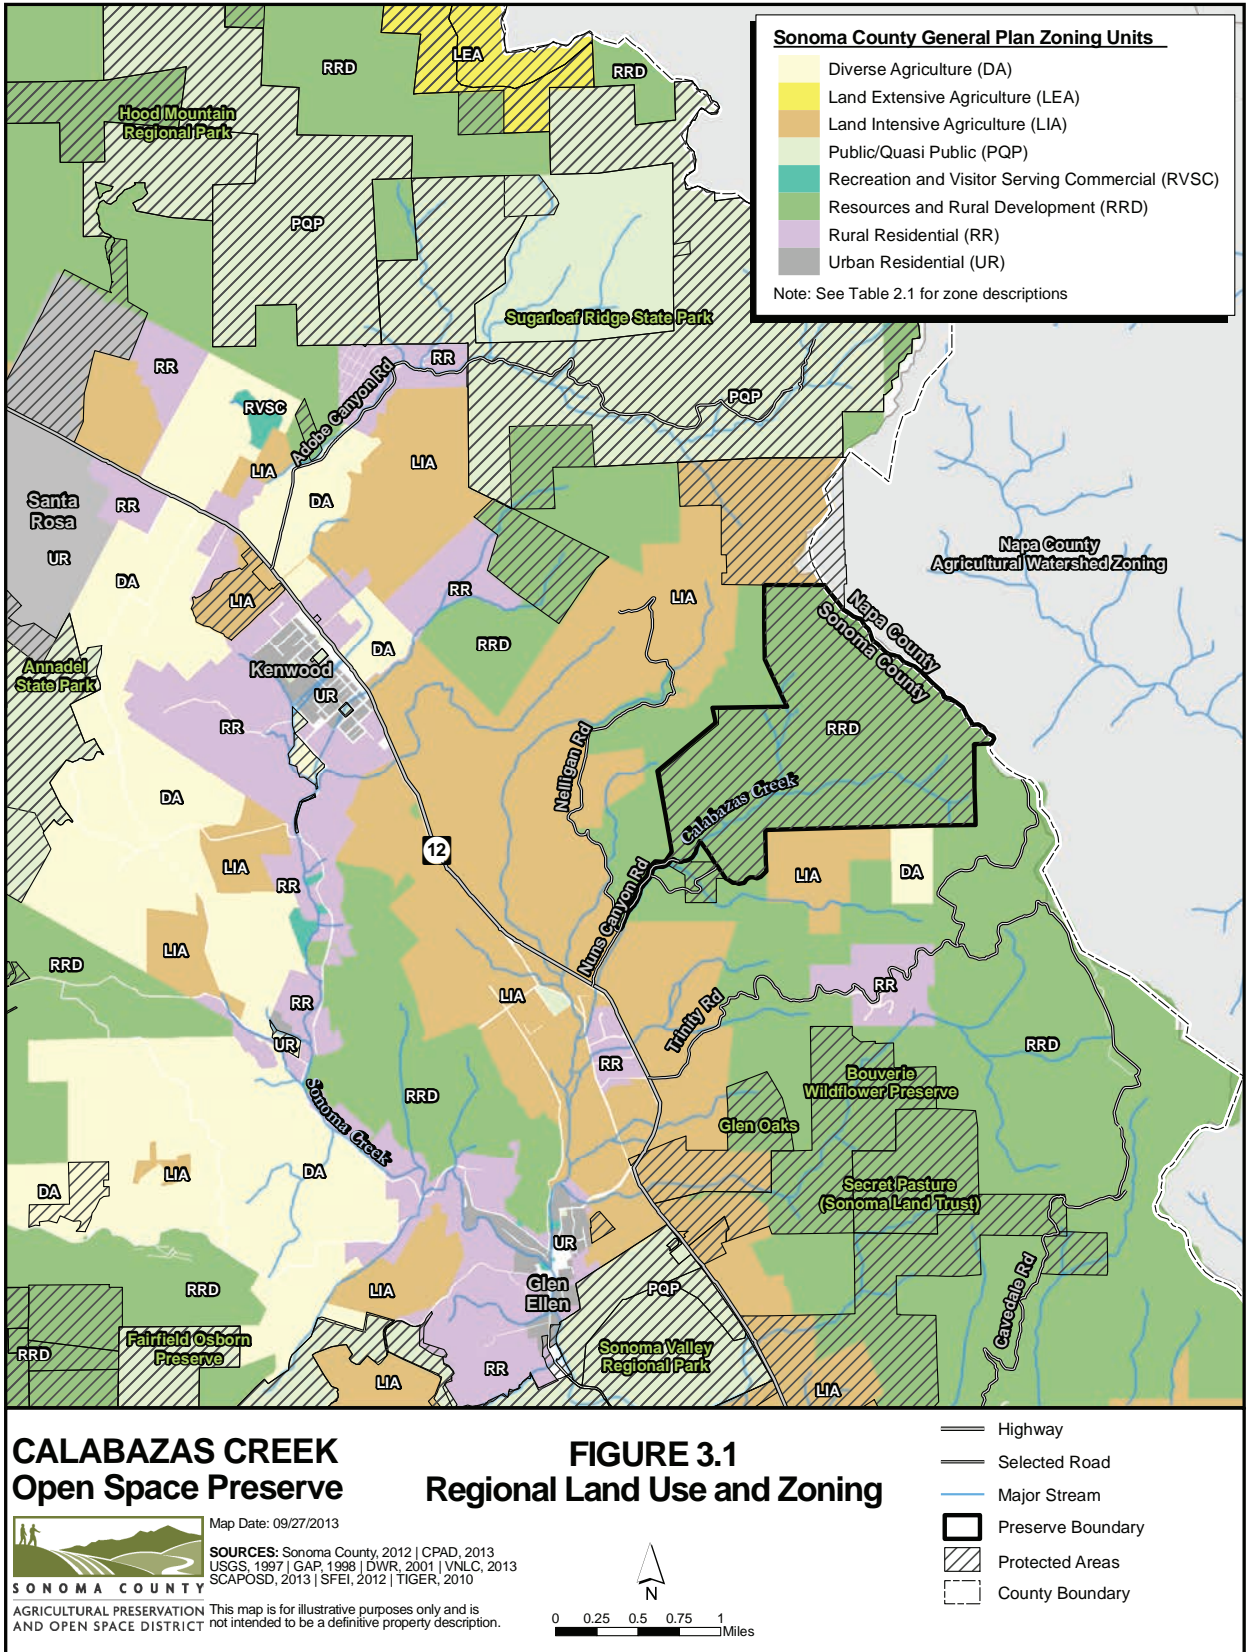 Sonoma County General Plan Zoning Units
Diverse Agriculture (DA)
Land Extensive Agriculture (LEA)
Land Intensive Agriculture (LIA)
Public/Quasi Public (PQP)
Recreation and Visitor Serving Commercial (RVSC)
Resources and Rural Development (RRD)
Rural Residential (RR)
Urban Residential (UR)
Note: See Table 2.1 for zone descriptions
LEA
RRD
RRD
Hood Mountain
Regional Park
PQP
Sugarloaf Ridge State Park
RR
RR
Adobe Canyon Rd
PQP
RVSC
LIA
LIA
DA
Santa
Rosa
UR
RR
DA
Napa County
Agricultural Watershed Zoning
LIA
RR
LIA
Napa County
Sonoma County
DA
RRD
Annadel
State Park
Kenwood
UR
RR
RRD
Nelligan Rd
Calabazas Creek
DA
12
LIA
RR
LIA
DA
Nuns Canyon Rd
LIA
RRD
RR
LIA
RR
Trinity Rd
UR
RR
RRD
RRD
Bouverie
Wildflower Preserve
Sonoma Creek
Glen Oaks
DA
LIA
DA
Secret Pasture
(Sonoma Land Trust)
UR
RRD
LIA
Glen
Ellen
PQP
Cavedale Rd
RRD
Fairfield Osborn
Preserve
Sonoma Valley
Regional Park
RR
LIA
LIA
CALABAZAS CREEK
Open Space Preserve
FIGURE 3.1
Regional Land Use and Zoning
Map Date: 09/27/2013
SOURCES: Sonoma County, 2012 | CPAD, 2013
USGS, 1997 | GAP, 1998 | DWR, 2001 | VNLC, 2013
SCAPOSD, 2013 | SFEI, 2012 | TIGER, 2010
This map is for illustrative purposes only and is
not intended to be a definitive property description.
SONOMA COUNTY
AGRICULTURAL PRESERVATION
AND OPEN SPACE DISTRICT
N
0 0.25 0.5 0.75 1
Miles
Highway
Selected Road
Major Stream
Preserve Boundary
Protected Areas
County Boundary